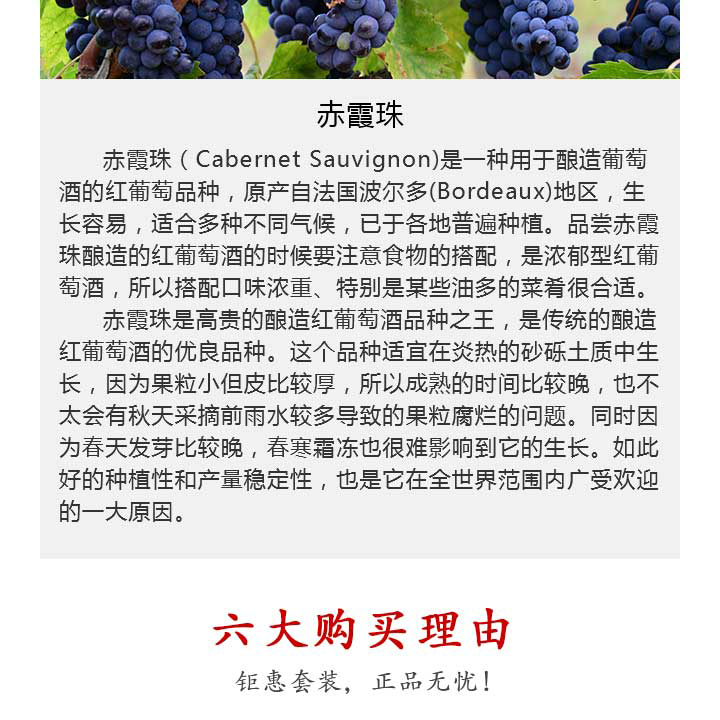 赤霞珠
赤霞珠（Cabernet Sauvignon)是一种用于酿造葡萄
酒的红葡萄品种，原产自法国波尔多(Bordeaux)地区，生
长容易，适合多种不同气候，已于各地普遍种植。品尝赤霞
珠酿造的红葡萄酒的时候要注意食物的搭配，是浓郁型红葡
萄酒，所以搭配口味浓重、特别是某些油多的菜肴很合适。
赤霞珠是高贵的酿造红葡萄酒品种之王，是传统的酿造
红葡萄酒的优良品种。这个品种适宜在炎热的砂砾土质中生
长，因为果粒小但皮比较厚，所以成熟的时间比较晚，也不
太会有秋天采摘前雨水较多导致的果粒腐烂的问题。同时因
为春天发芽比较晚，春寒霜冻也很难影响到它的生长。如此
好的种植性和产量稳定性，也是它在全世界范围内广受欢迎
的一大原因。
六大购买理由
钜惠套装，正品无忧！